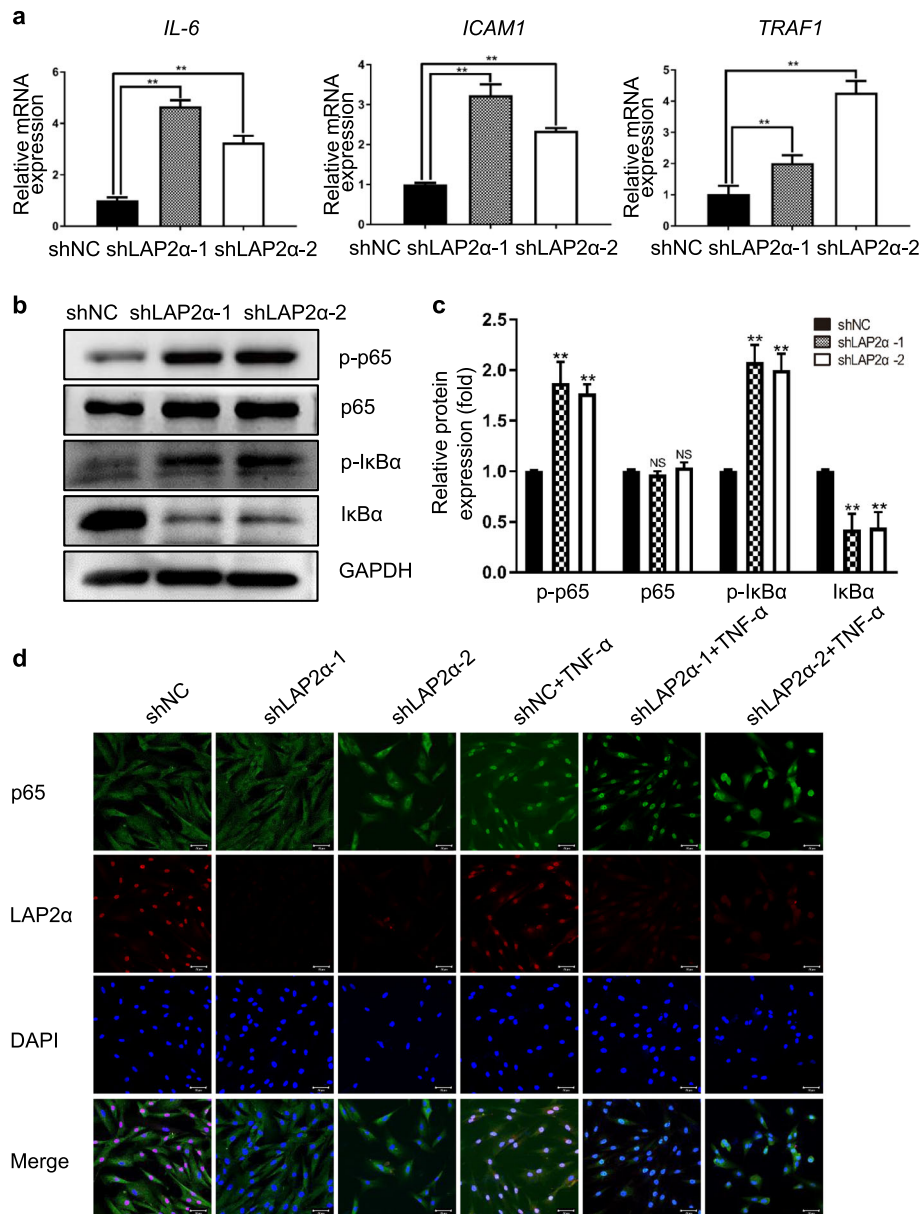 a
IL-6
ICAM1
TRAF1
Relative mRNA
expression
6
4
2
0
**
**
shNC shLAP2α-1 shLAP2α-2
Relative mRNA
expression
4
3
2
1
0
**
**
shNC shLAP2α-1 shLAP2α-2
Relative mRNA
expression
5
4
3
2
1
0
**
**
shNC shLAP2α-1 shLAP2α-2
b
shNC shLAP2α-1 shLAP2α-2
p-p65
p65
p-IκBα
IκBα
GAPDH
c
Relative protein
expression (fold)
2.5
2.0
1.5
1.0
0.5
0.0
shNC
shLAP2α -1
shLAP2α -2
** ** NS NS ** ** ** **
p-p65 p65 p-IκBα IκBα
d
shNC shLAP2α-1 shLAP2α-2 shNC+TNF-α shLAP2α-1+TNF-α shLAP2α-2+TNF-α
p65
LAP2α
DAPI
Merge